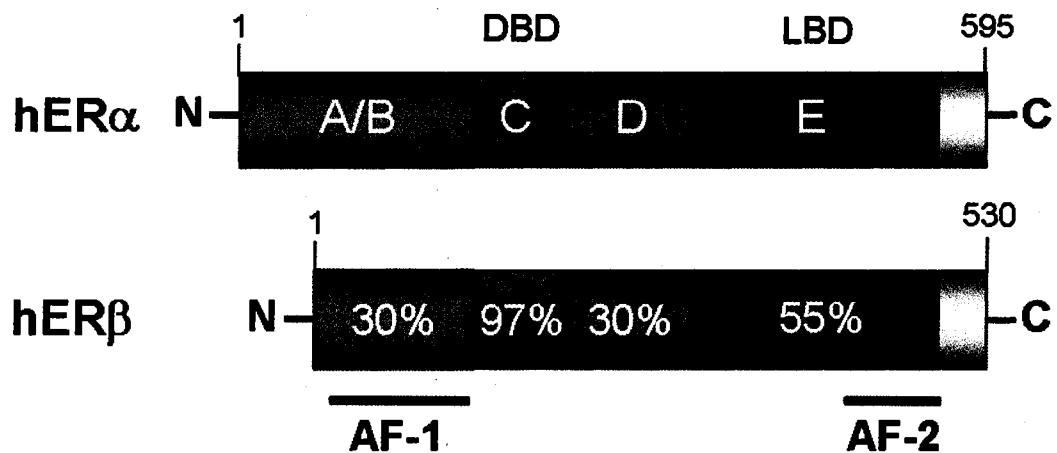 1 DBD LBD 595
hERα N A/B C D E C
1 530
hERβ N 30% 97% 30% 55% C
AF-1 AF-2